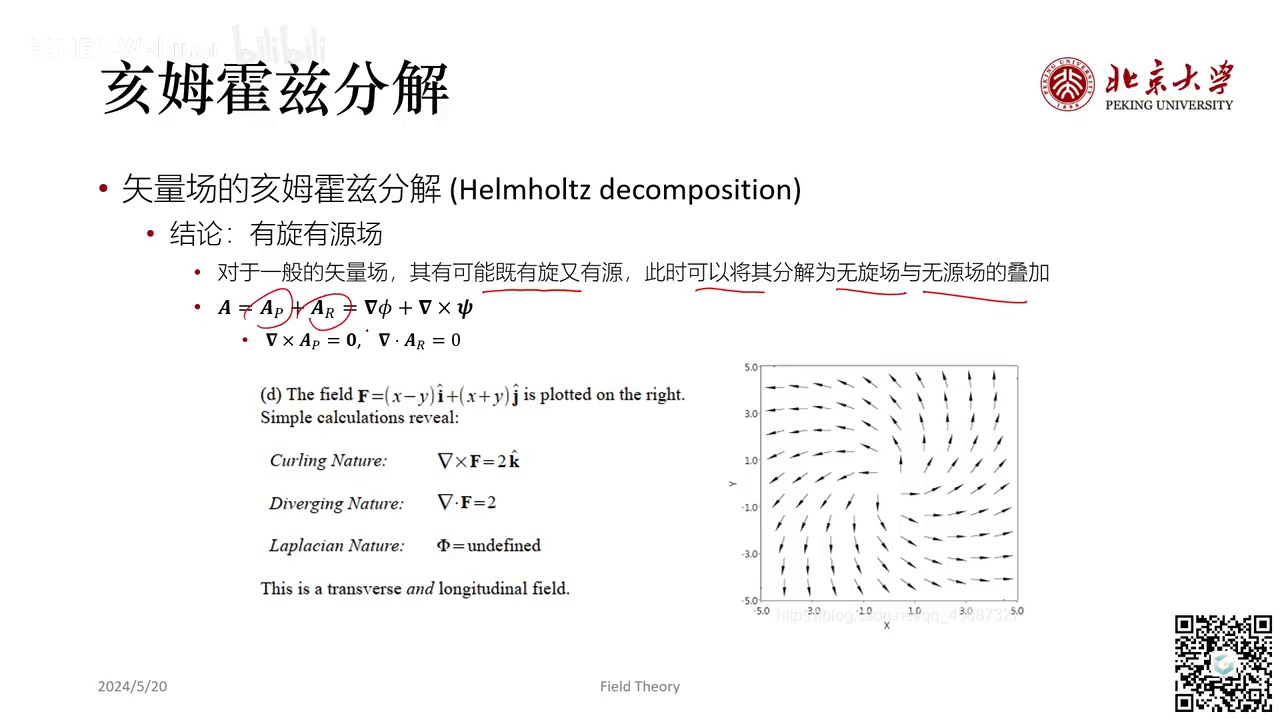 bilibili
亥姆霍兹分解
北京大学
PEKING UNIVERSITY
• 矢量场的亥姆霍兹分解 (Helmholtz decomposition)
• 结论：有旋有源场
• 对于一般的矢量场，其有可能既有旋又有源，此时可以将其分解为无旋场与无源场的叠加
• A = A_P + A_R = ∇ϕ + ∇ × ψ
• ∇ × A_P = 0, ∇ · A_R = 0
(d) The field F=(x−y)î+(x+y)ĵ is plotted on the right.
Simple calculations reveal:
Curling Nature: ∇×F=2k̂
Diverging Nature: ∇·F=2
Laplacian Nature: Φ=undefined
This is a transverse and longitudinal field.
5.0
3.0
1.0
Y
-1.0
-3.0
-5.0
-5.0 -3.0 -1.0 1.0 3.0 5.0
X
2024/5/20
Field Theory